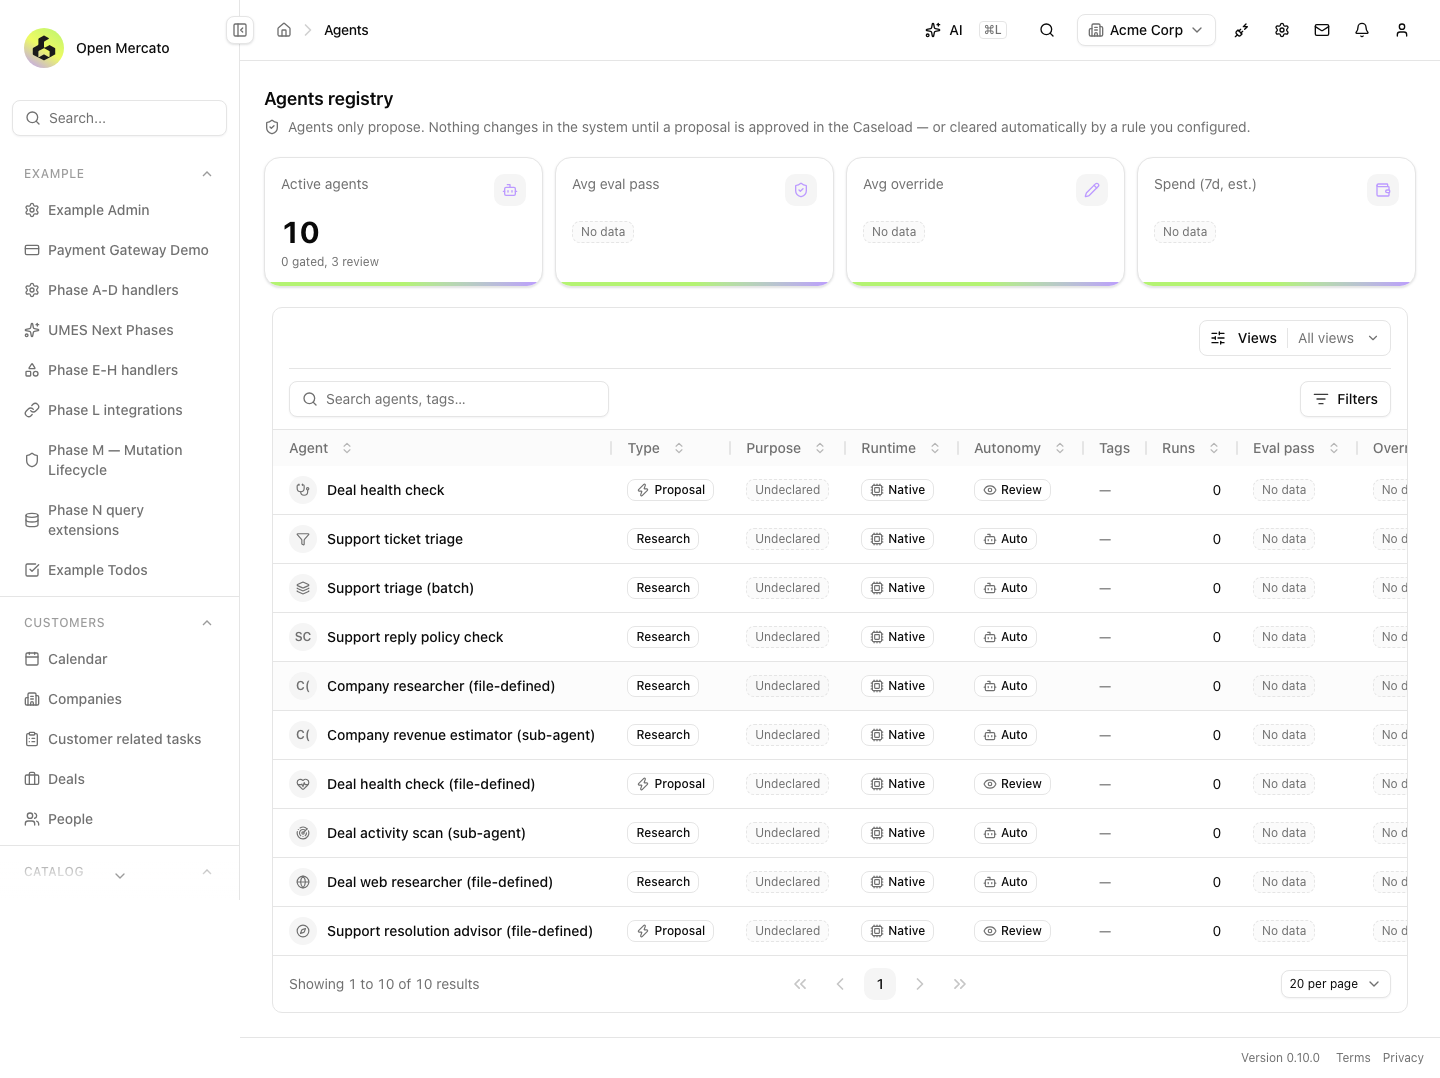 Open Mercato
Agents
AI
⌘L
Acme Corp
Search...
EXAMPLE
Example Admin
Payment Gateway Demo
Phase A-D handlers
UMES Next Phases
Phase E-H handlers
Phase L integrations
Phase M — Mutation
Lifecycle
Phase N query
extensions
Example Todos
CUSTOMERS
Calendar
Companies
Customer related tasks
Deals
People
CATALOG
Agents registry
Agents only propose. Nothing changes in the system until a proposal is approved in the Caseload — or cleared automatically by a rule you configured.
Active agents
10
0 gated, 3 review
Avg eval pass
No data
Avg override
No data
Spend (7d, est.)
No data
Views All views
Search agents, tags...
Filters
Agent Type Purpose Runtime Autonomy Tags Runs Eval pass Overr
Deal health check Proposal Undeclared Native Review — 0 No data No d
Support ticket triage Research Undeclared Native Auto — 0 No data No d
Support triage (batch) Research Undeclared Native Auto — 0 No data No d
SC Support reply policy check Research Undeclared Native Auto — 0 No data No d
C( Company researcher (file-defined) Research Undeclared Native Auto — 0 No data No d
C( Company revenue estimator (sub-agent) Research Undeclared Native Auto — 0 No data No d
Deal health check (file-defined) Proposal Undeclared Native Review — 0 No data No d
Deal activity scan (sub-agent) Research Undeclared Native Auto — 0 No data No d
Deal web researcher (file-defined) Research Undeclared Native Auto — 0 No data No d
Support resolution advisor (file-defined) Proposal Undeclared Native Review — 0 No data No d
Showing 1 to 10 of 10 results
1
20 per page
Version 0.10.0 Terms Privacy